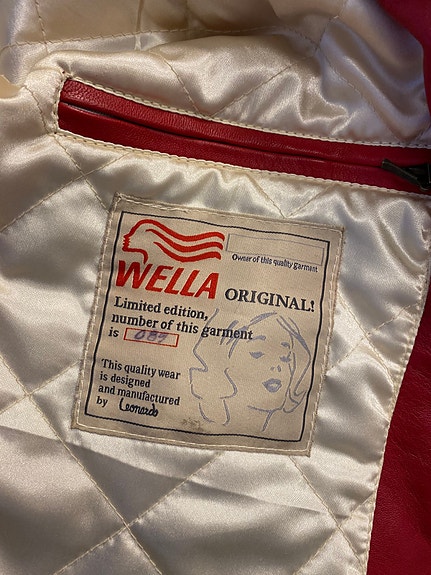 Owner of this quality garment
WELLA ORIGINAL!
Limited edition,
number of this garment
is 089
This quality wear
is designed
and manufactured
by Leonardo